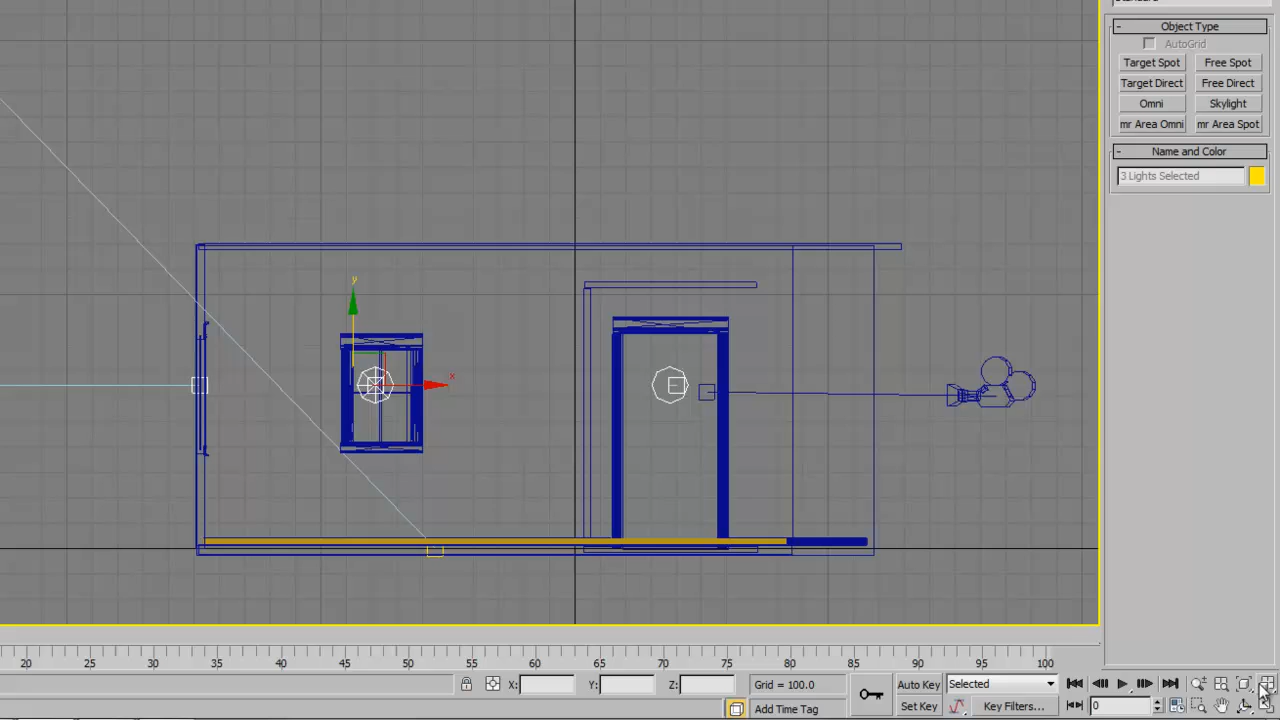 - Object Type
AutoGrid
Target Spot Free Spot
Target Direct Free Direct
Omni Skylight
mr Area Omni mr Area Spot
- Name and Color
3 Lights Selected
y
x
20 25 30 35 40 45 50 55 60 65 70 75 80 85 90 95 100
X: Y: Z: Grid = 100.0 Auto Key Selected
Add Time Tag Set Key Key Filters... 0